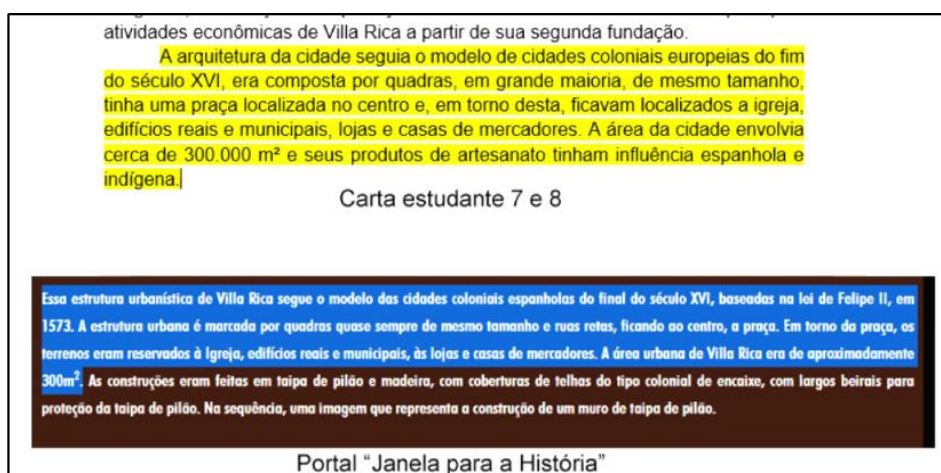 atividades econômicas de Villa Rica a partir de sua segunda fundação.
A arquitetura da cidade seguia o modelo de cidades coloniais europeias do fim
do século XVI, era composta por quadras, em grande maioria, de mesmo tamanho,
tinha uma praça localizada no centro e, em torno desta, ficavam localizados a igreja,
edifícios reais e municipais, lojas e casas de mercadores. A área da cidade envolvia
cerca de 300.000 m² e seus produtos de artesanato tinham influência espanhola e
indígena.
Carta estudante 7 e 8
Essa estrutura urbanística de Villa Rica segue o modelo das cidades coloniais espanholas do final do século XVI, baseadas na lei de Felipe II, em
1573. A estrutura urbana é marcada por quadras quase sempre de mesmo tamanho e ruas retas, ficando ao centro, a praça. Em torno da praça, os
terrenos eram reservados à Igreja, edifícios reais e municipais, às lojas e casas de mercadores. A área urbana de Villa Rica era de aproximadamente
300m². As construções eram feitas em taipa de pilão e madeira, com coberturas de telhas do tipo colonial de encaixe, com largos beirais para
proteção da taipa de pilão. Na sequência, uma imagem que representa a construção de um muro de taipa de pilão.
Portal “Janela para a História”